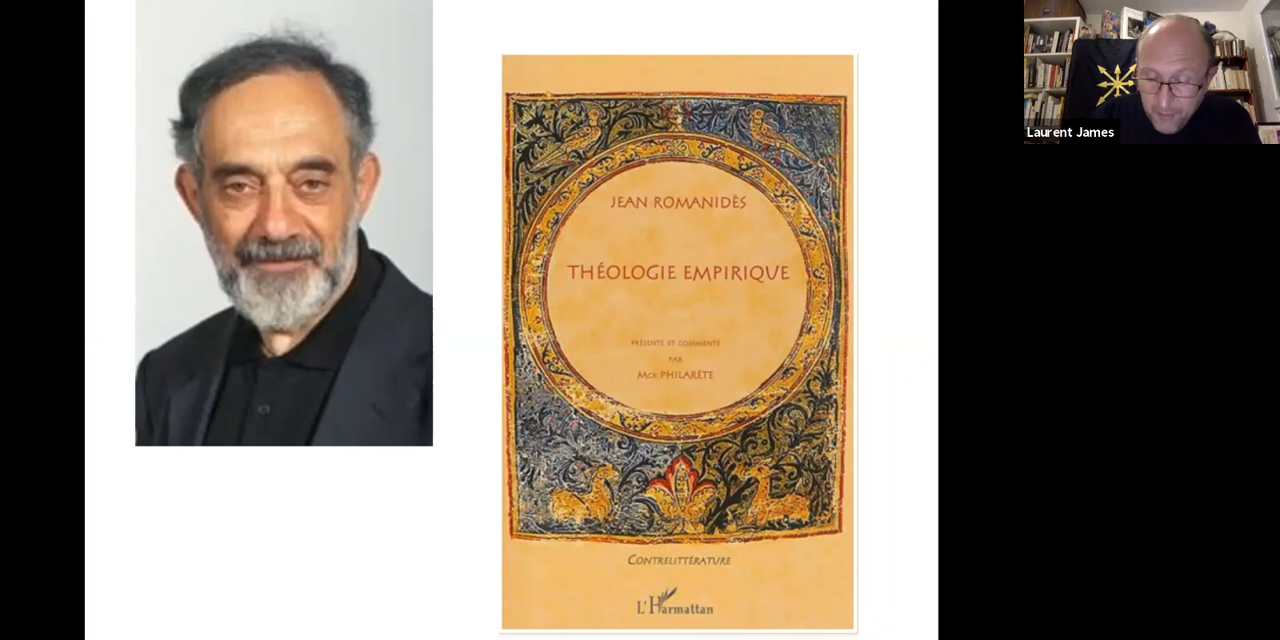 JEAN ROMANIDÈS
THÉOLOGIE EMPIRIQUE
PRÉSENTÉ ET COMMENTÉ
PAR
MGR PHILARÈTE
CONTRELITTÉRATURE
L'Harmattan
Laurent James